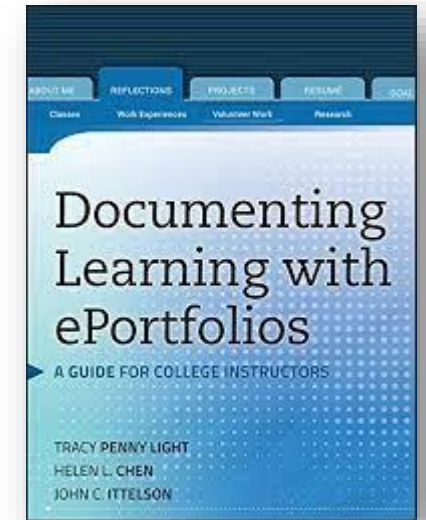 ABOUT ME REFLECTIONS PROJECTS RESUMÉ GOAL
Classes Work Experiences Volunteer Work Research
Documenting
Learning with
ePortfolios
A GUIDE FOR COLLEGE INSTRUCTORS
TRACY PENNY LIGHT
HELEN L. CHEN
JOHN C. ITTELSON